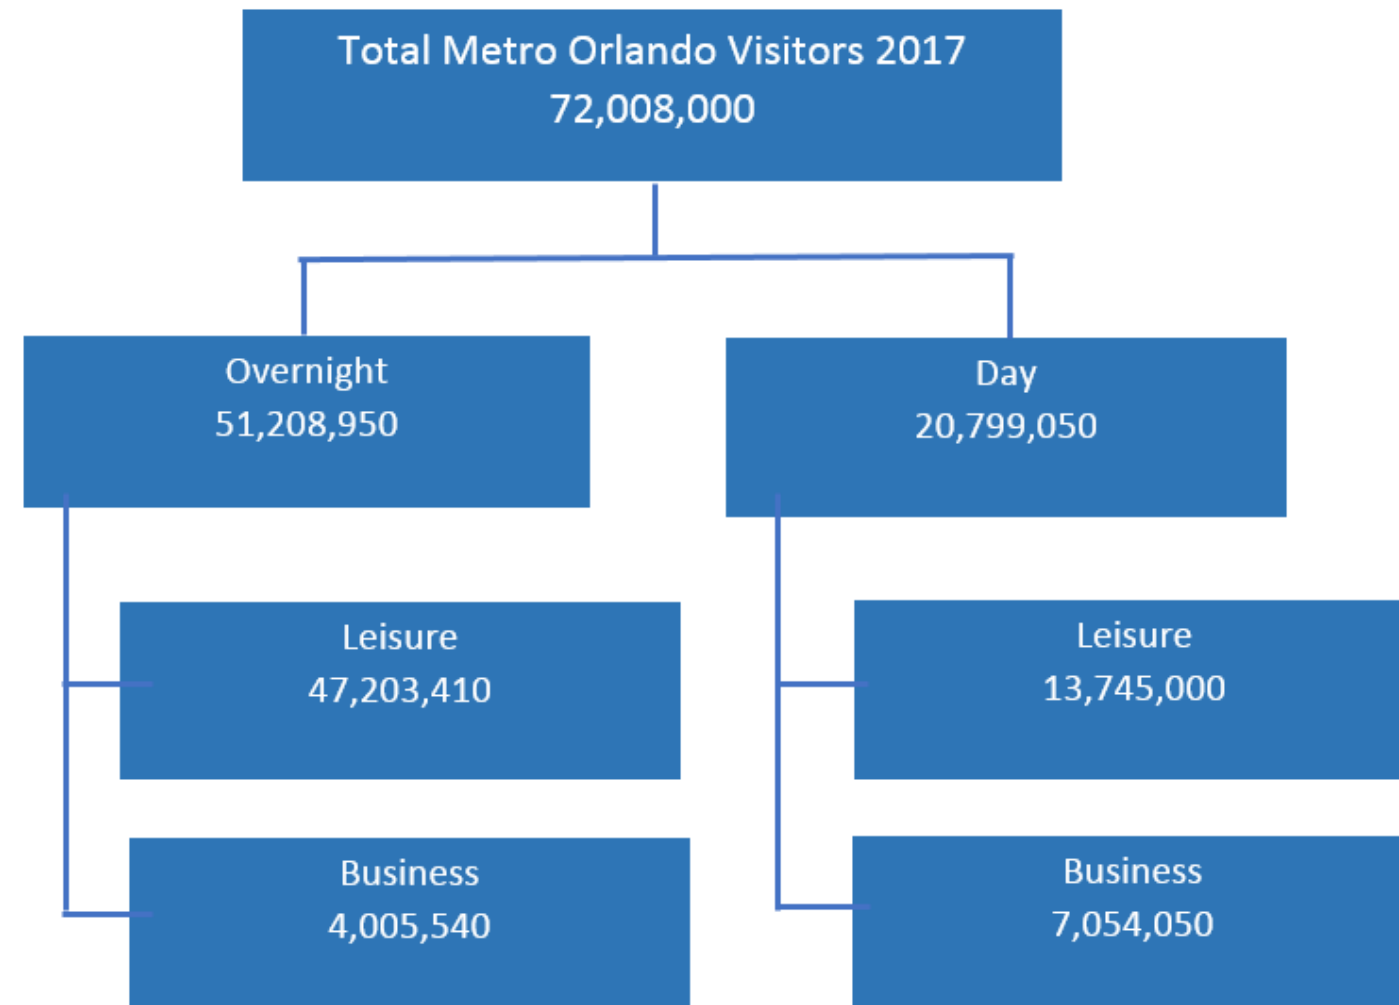 Total Metro Orlando Visitors 2017
72,008,000
Overnight
51,208,950
Day
20,799,050
Leisure
47,203,410
Leisure
13,745,000
Business
4,005,540
Business
7,054,050